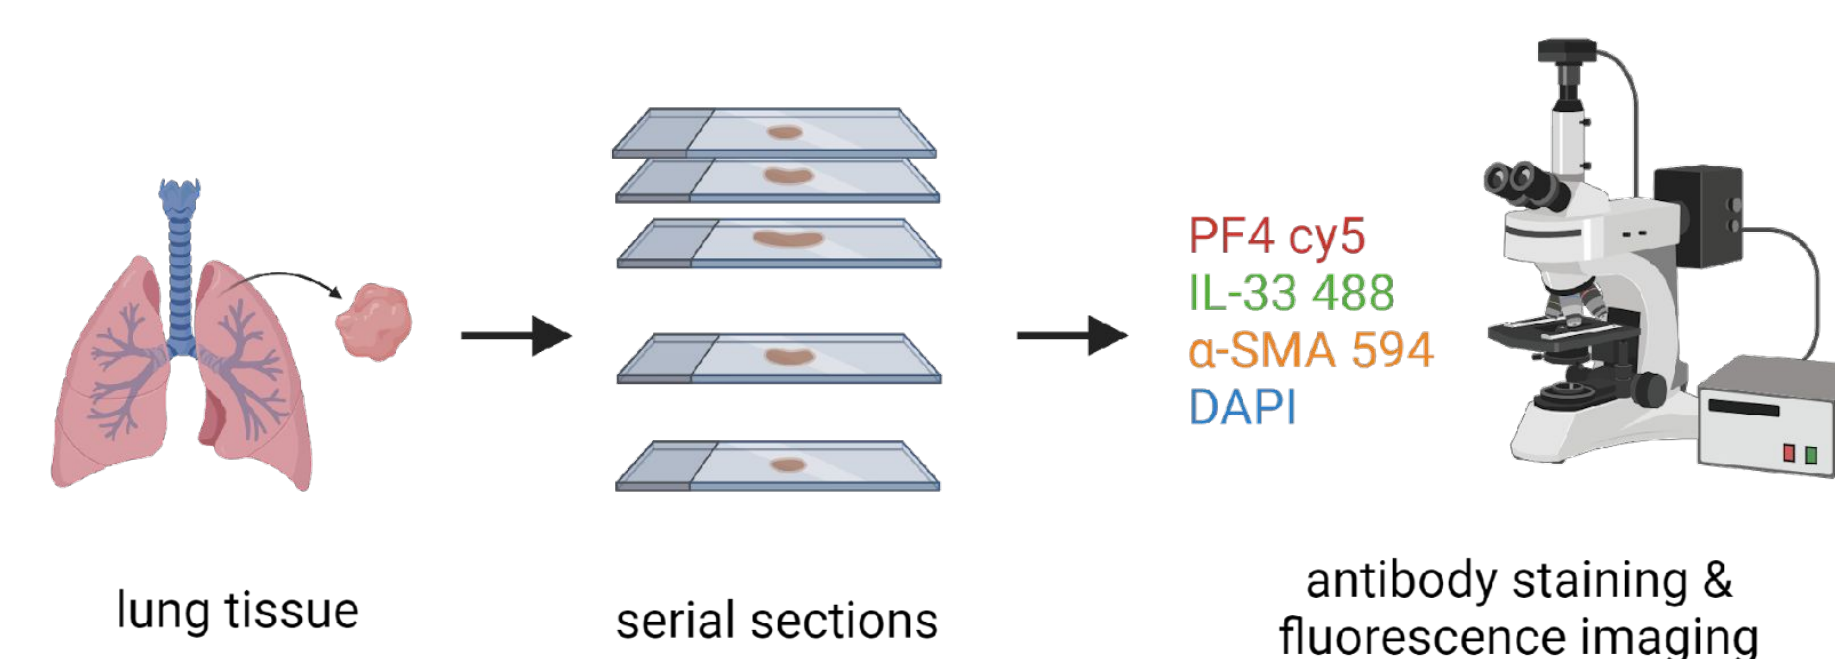 PF4 cy5
IL-33 488
α-SMA 594
DAPI
lung tissue
serial sections
antibody staining &
fluorescence imaging